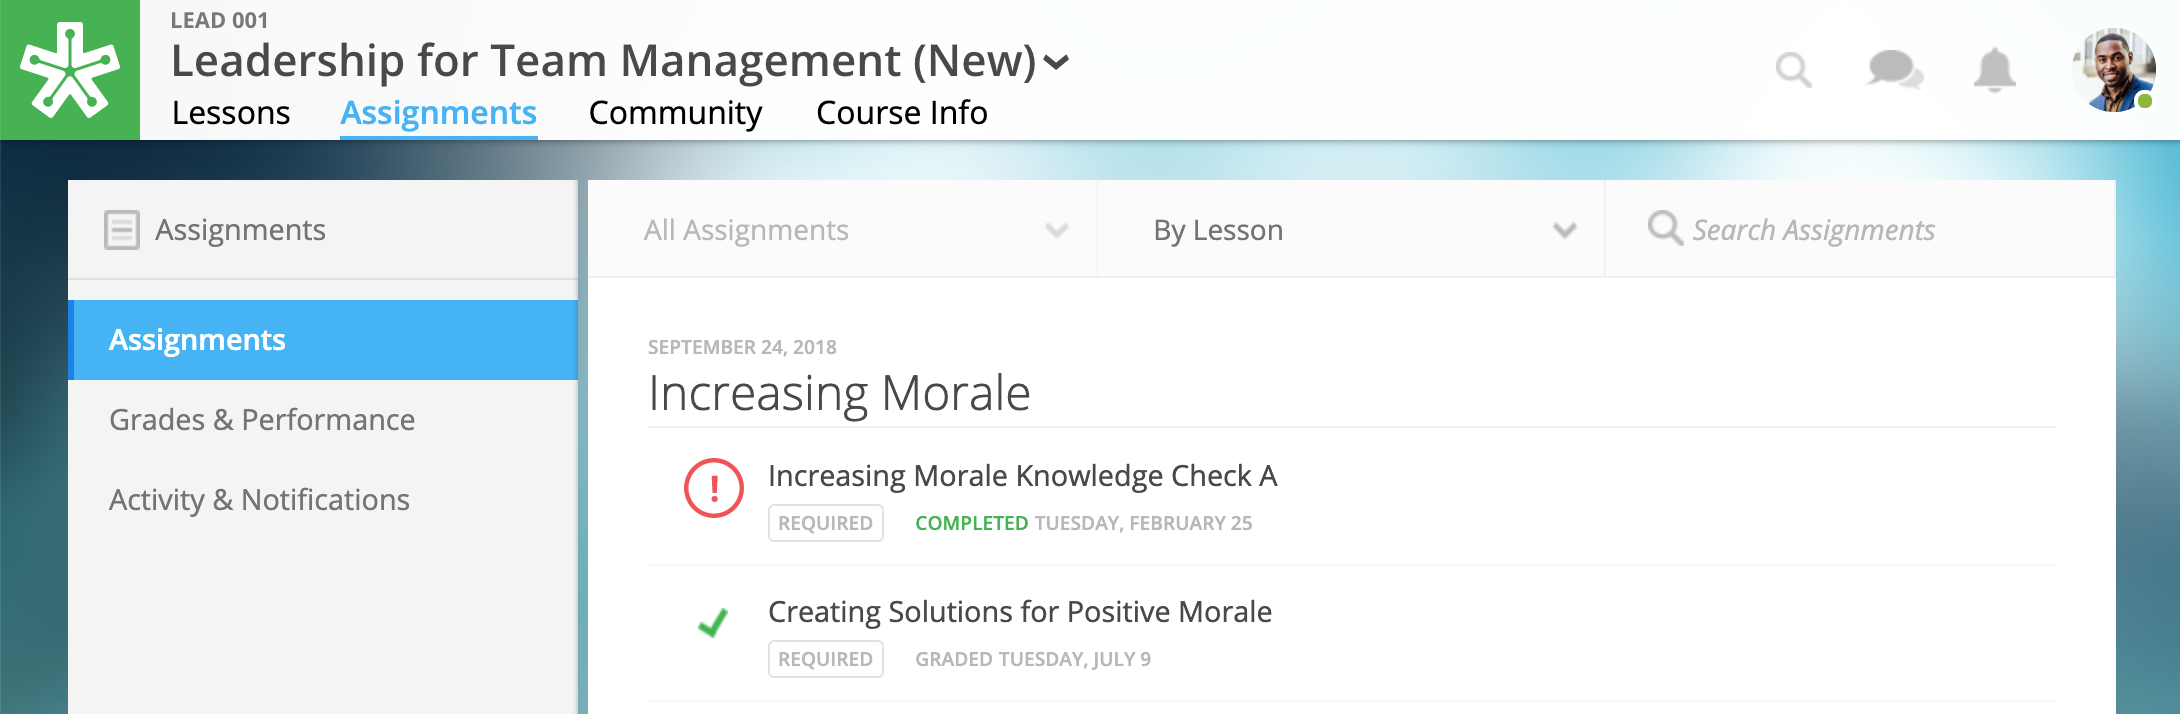 LEAD 001
Leadership for Team Management (New)
Lessons Assignments Community Course Info
Assignments
Assignments
Grades & Performance
Activity & Notifications
All Assignments By Lesson Search Assignments
SEPTEMBER 24, 2018
Increasing Morale
! Increasing Morale Knowledge Check A
REQUIRED COMPLETED TUESDAY, FEBRUARY 25
Creating Solutions for Positive Morale
REQUIRED GRADED TUESDAY, JULY 9